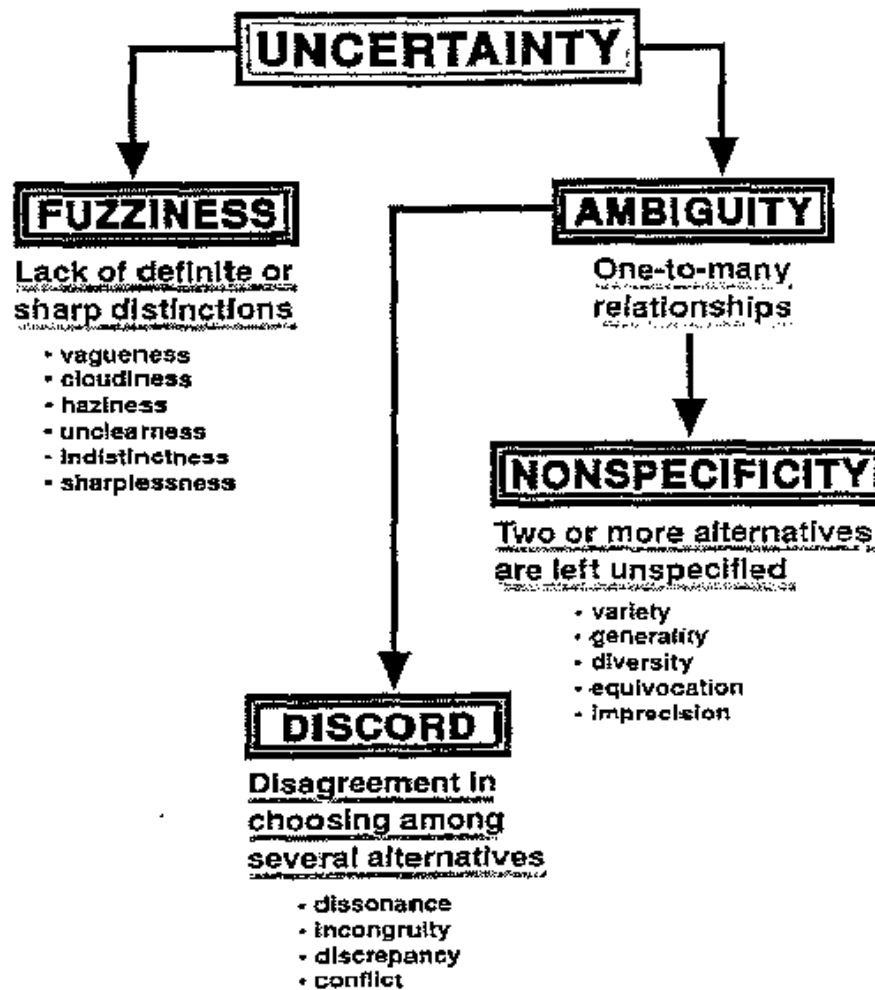 UNCERTAINTY
FUZZINESS
Lack of definite or
sharp distinctions
- vagueness
- cloudiness
- haziness
- unclearness
- indistinctness
- sharplessness
AMBIGUITY
One-to-many
relationships
NONSPECIFICITY
Two or more alternatives
are left unspecified
- variety
- generality
- diversity
- equivocation
- imprecision
DISCORD
Disagreement in
choosing among
several alternatives
- dissonance
- incongruity
- discrepancy
- conflict